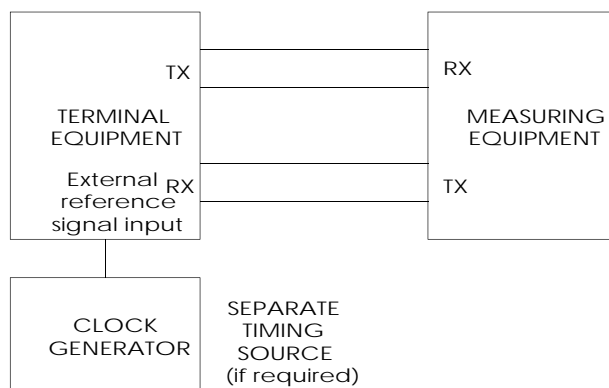 TX
RX
TERMINAL
EQUIPMENT
MEASURING
EQUIPMENT
External
reference
signal input
RX
TX
CLOCK
GENERATOR
SEPARATE
TIMING
SOURCE
(if required)